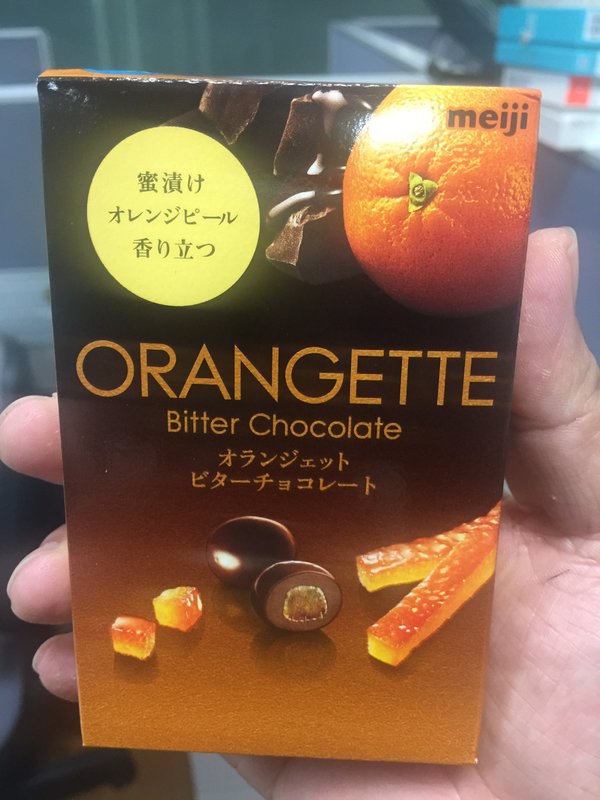 meiji
蜜漬け
オレンジピール
香り立つ
ORANGETTE
Bitter Chocolate
オランジェット
ビターチョコレート